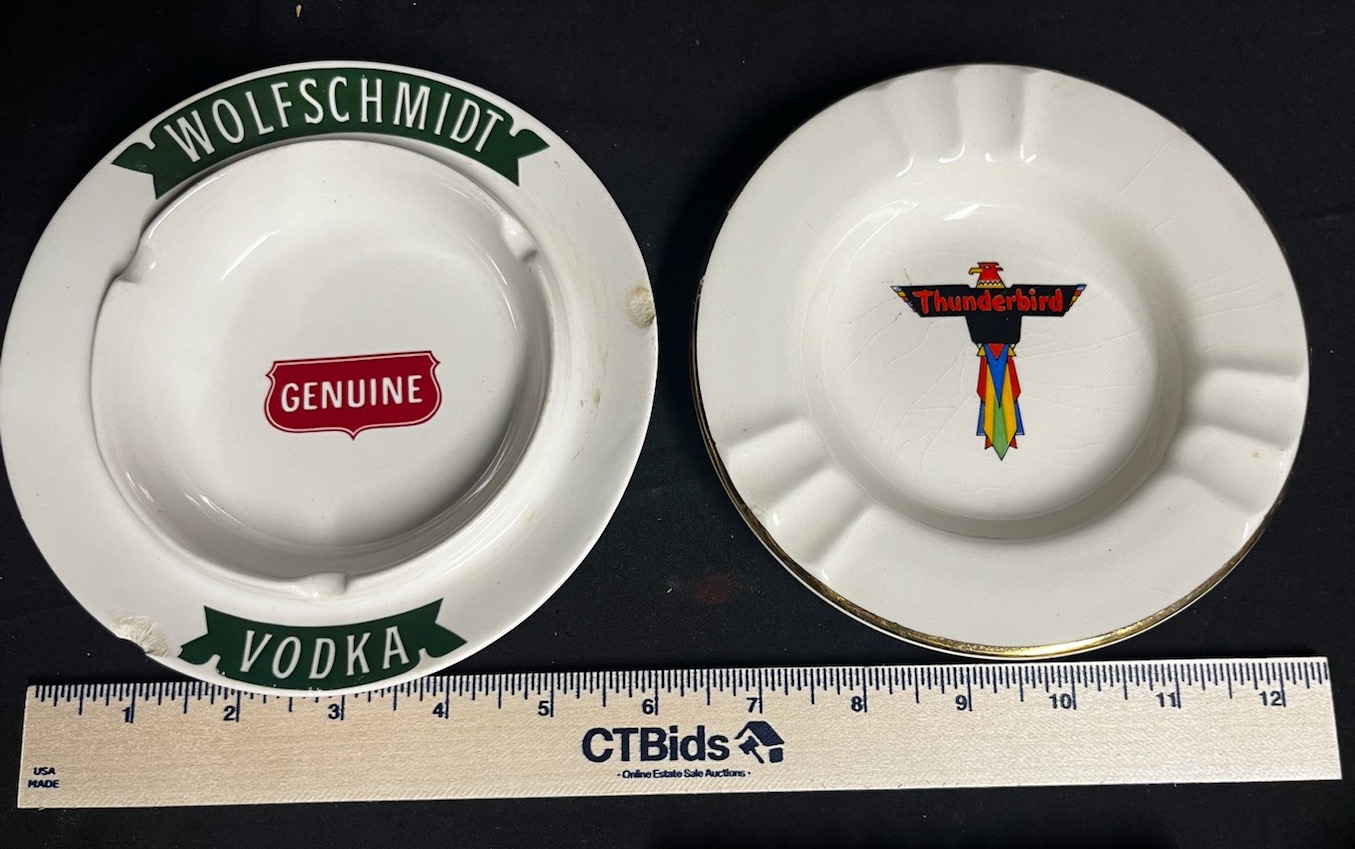 WOLFSCHMIDT
GENUINE
VODKA
Thunderbird
1 2 3 4 5 6 7 8 9 10 11 12
CTBids
· Online Estate Sale Auctions ·
USA
MADE